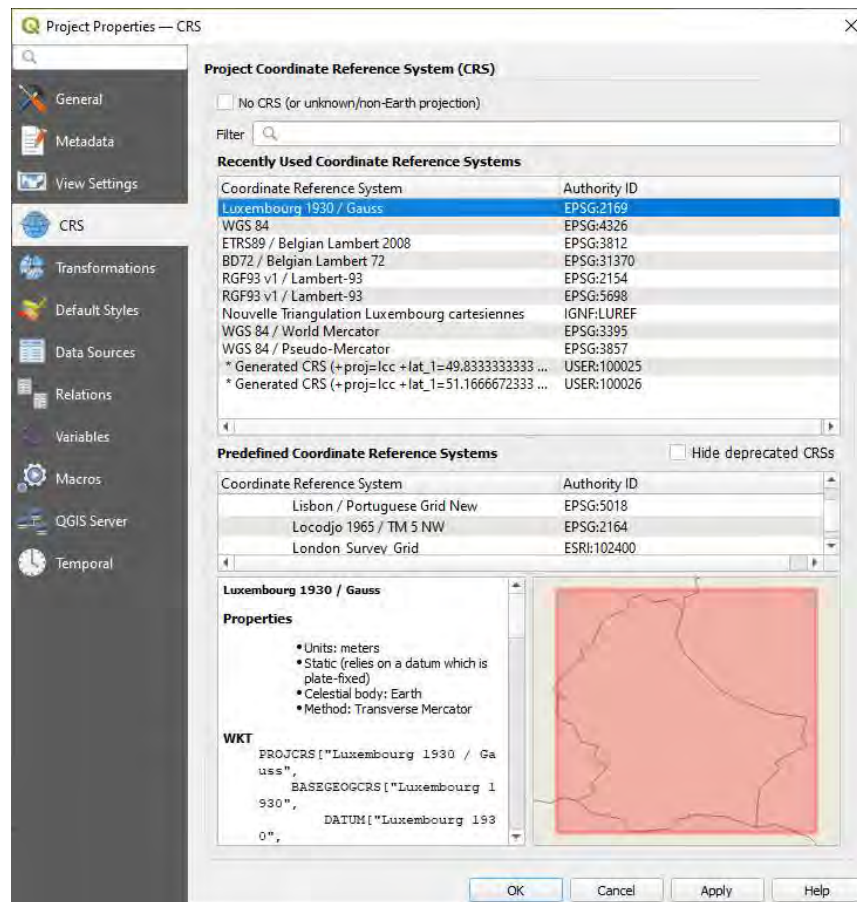 Project Properties — CRS
General
Metadata
View Settings
CRS
Transformations
Default Styles
Data Sources
Relations
Variables
Macros
QGIS Server
Temporal
Project Coordinate Reference System (CRS)
No CRS (or unknown/non-Earth projection)
Filter
Recently Used Coordinate Reference Systems
Coordinate Reference System Authority ID
Luxembourg 1930 / Gauss EPSG:2169
WGS 84 EPSG:4326
ETRS89 / Belgian Lambert 2008 EPSG:3812
BD72 / Belgian Lambert 72 EPSG:31370
RGF93 v1 / Lambert-93 EPSG:2154
RGF93 v1 / Lambert-93 EPSG:5698
Nouvelle Triangulation Luxembourg cartesiennes IGNF:LUREF
WGS 84 / World Mercator EPSG:3395
WGS 84 / Pseudo-Mercator EPSG:3857
* Generated CRS (+proj=lcc +lat_1=49.8333333333 ... USER:100025
* Generated CRS (+proj=lcc +lat_1=51.1666672333 ... USER:100026
Predefined Coordinate Reference Systems Hide deprecated CRSs
Coordinate Reference System Authority ID
Lisbon / Portuguese Grid New EPSG:5018
Locodjo 1965 / TM 5 NW EPSG:2164
London Survey Grid ESRI:102400
Luxembourg 1930 / Gauss
Properties
• Units: meters
• Static (relies on a datum which is
plate-fixed)
• Celestial body: Earth
• Method: Transverse Mercator
WKT
PROJCRS["Luxembourg 1930 / Ga
uss",
BASEGEOGCRS["Luxembourg 1
930",
DATUM["Luxembourg 193
0",
OK Cancel Apply Help